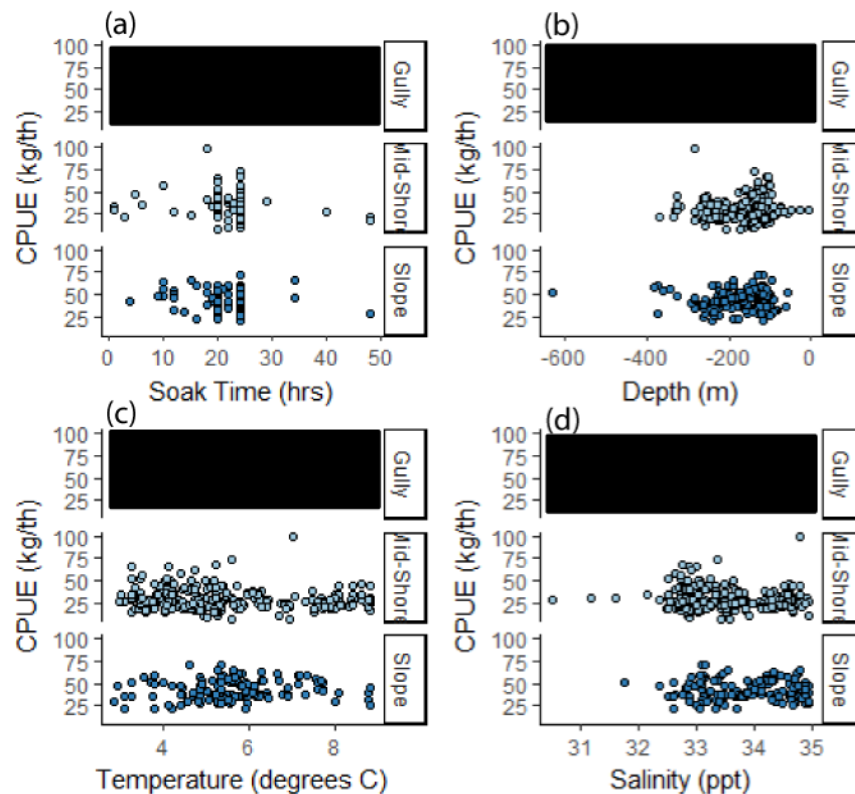 (a)
100
75
50
25
Gully
CPUE (kg/th)
100
75
50
25
Mid-Shore
100
75
50
25
Slope
0 10 20 30 40 50
Soak Time (hrs)
(b)
100
75
50
25
Gully
CPUE (kg/th)
100
75
50
25
Mid-Shore
100
75
50
25
Slope
-600 -400 -200 0
Depth (m)
(c)
100
75
50
25
Gully
CPUE (kg/th)
100
75
50
25
Mid-Shore
100
75
50
25
Slope
4 6 8
Temperature (degrees C)
(d)
100
75
50
25
Gully
CPUE (kg/th)
100
75
50
25
Mid-Shore
100
75
50
25
Slope
31 32 33 34 35
Salinity (ppt)